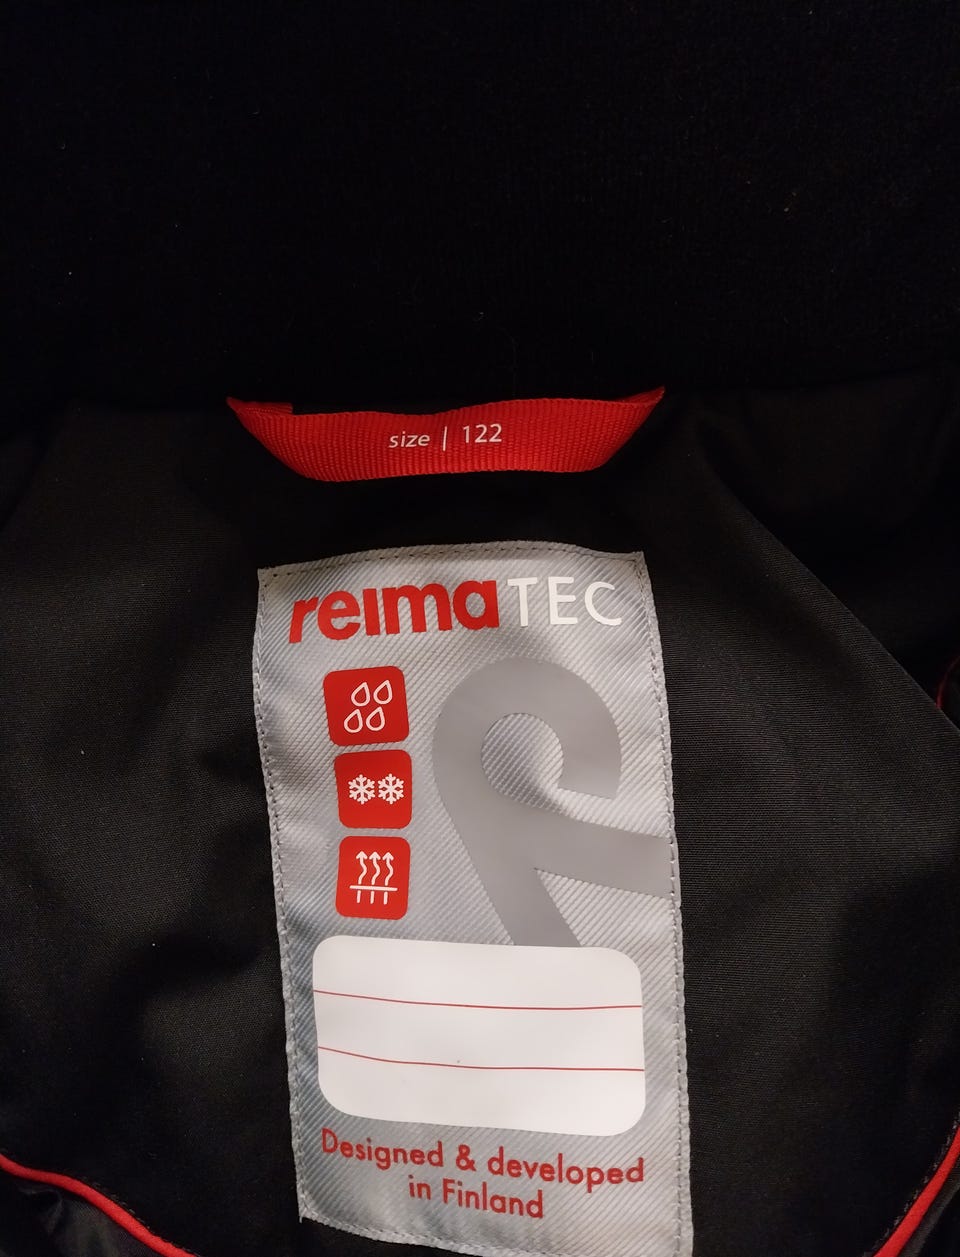 size | 122
reimaTEC
Designed & developed
in Finland